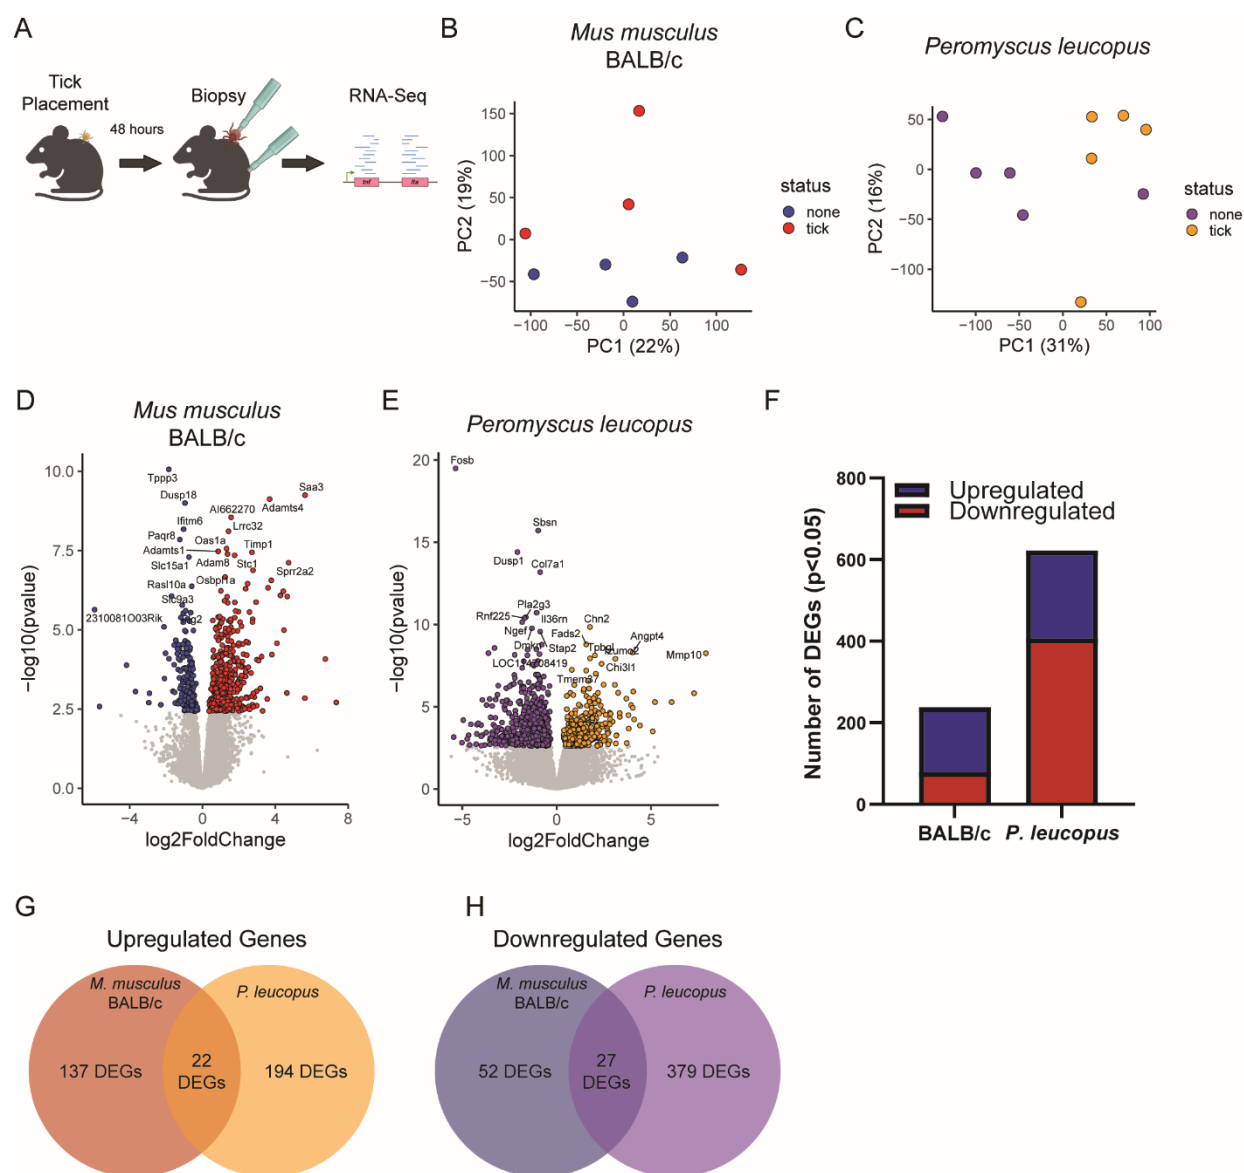 A
Tick
Placement
48 hours
Biopsy
RNA-Seq
tnf
ifa
B
Mus musculus
BALB/c
PC2 (19%)
150
100
50
0
−50
−100
−50
0
50
100
PC1 (22%)
status
none
tick
C
Peromyscus leucopus
PC2 (16%)
50
0
−50
−100
−100
−50
0
50
100
PC1 (31%)
status
none
tick
D
Mus musculus
BALB/c
−log10(pvalue)
10.0
7.5
5.0
2.5
0.0
Tppp3
Saa3
Dusp18
Adamts4
AI662270
Ifitm6
Lrrc32
Paqr8
Oas1a
Timp1
Adamts1
Adam8
Slc15a1
Stc1
Sprr2a2
Rasl10a
Osbpl1a
Slc9a3
2310081O03Rik
−4
0
4
8
log2FoldChange
E
Peromyscus leucopus
−log10(pvalue)
20
15
10
5
0
Fosb
Sbsn
Dusp1
Col7a1
Pla2g3
Rnf225
Il36rn
Chn2
Ngef
Fads2
Angpt4
Dmkn
Stap2
Tpbgl
Mmp10
Chi3l1
Tmem37
−5
0
5
log2FoldChange
F
Number of DEGs (p<0.05)
800
600
400
200
0
Upregulated
Downregulated
BALB/c
P. leucopus
G
Upregulated Genes
M. musculus
BALB/c
P. leucopus
137 DEGs
22
DEGs
194 DEGs
H
Downregulated Genes
M. musculus
BALB/c
P. leucopus
52 DEGs
27
DEGs
379 DEGs